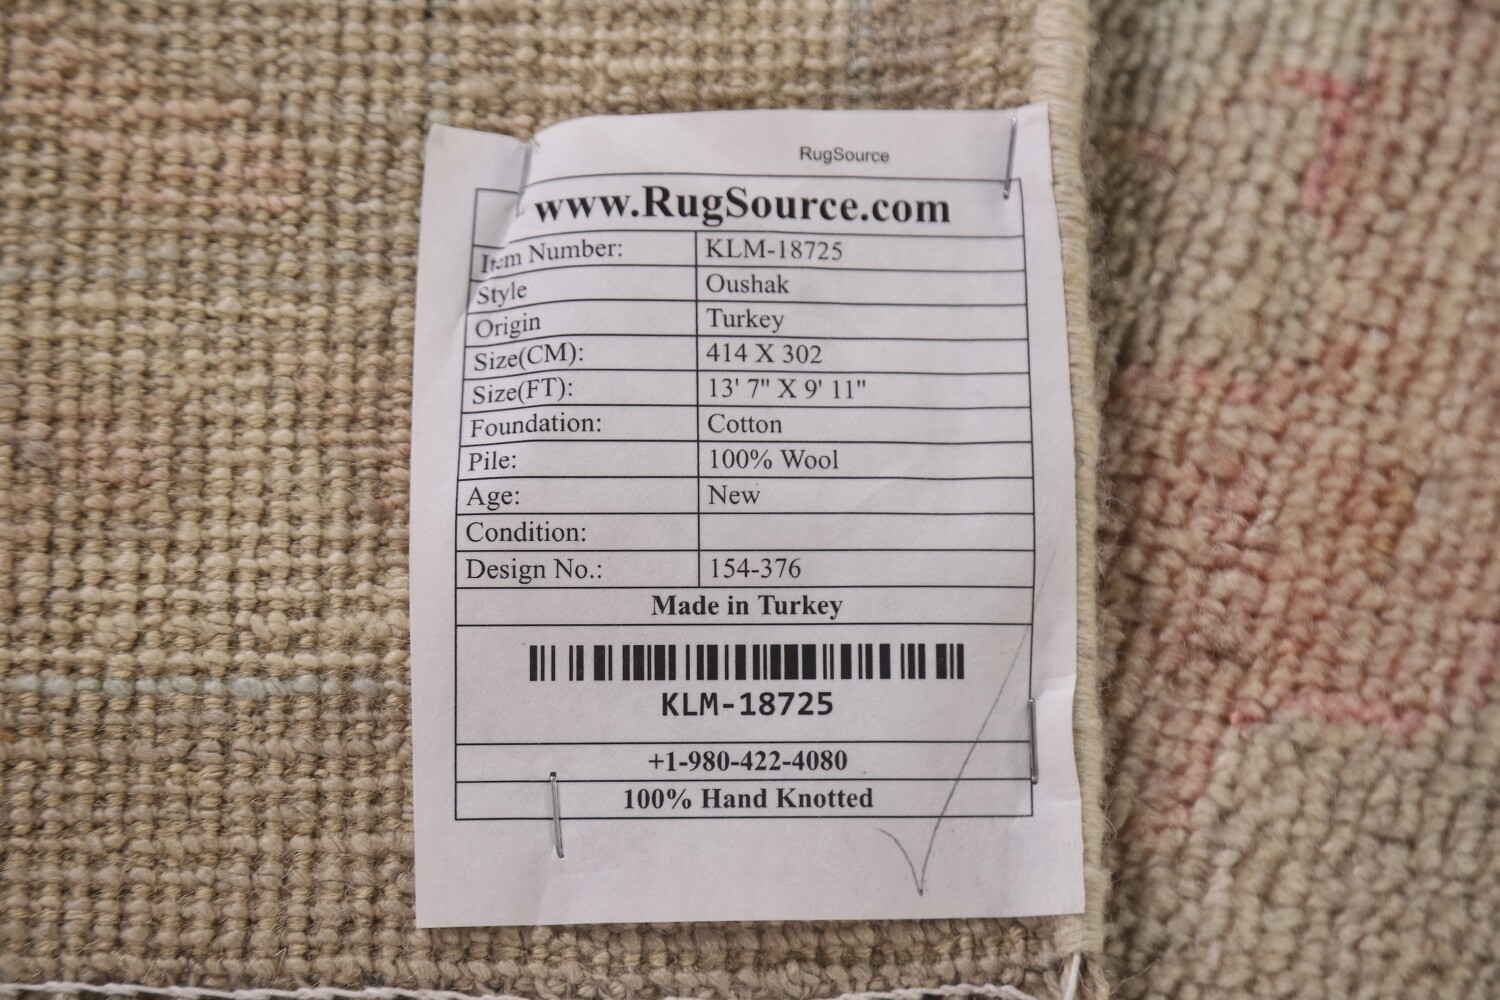 RugSource
www.RugSource.com
Item Number: KLM-18725
Style Oushak
Origin Turkey
Size(CM): 414 X 302
Size(FT): 13' 7" X 9' 11"
Foundation: Cotton
Pile: 100% Wool
Age: New
Condition:
Design No.: 154-376
Made in Turkey
KLM-18725
+1-980-422-4080
100% Hand Knotted